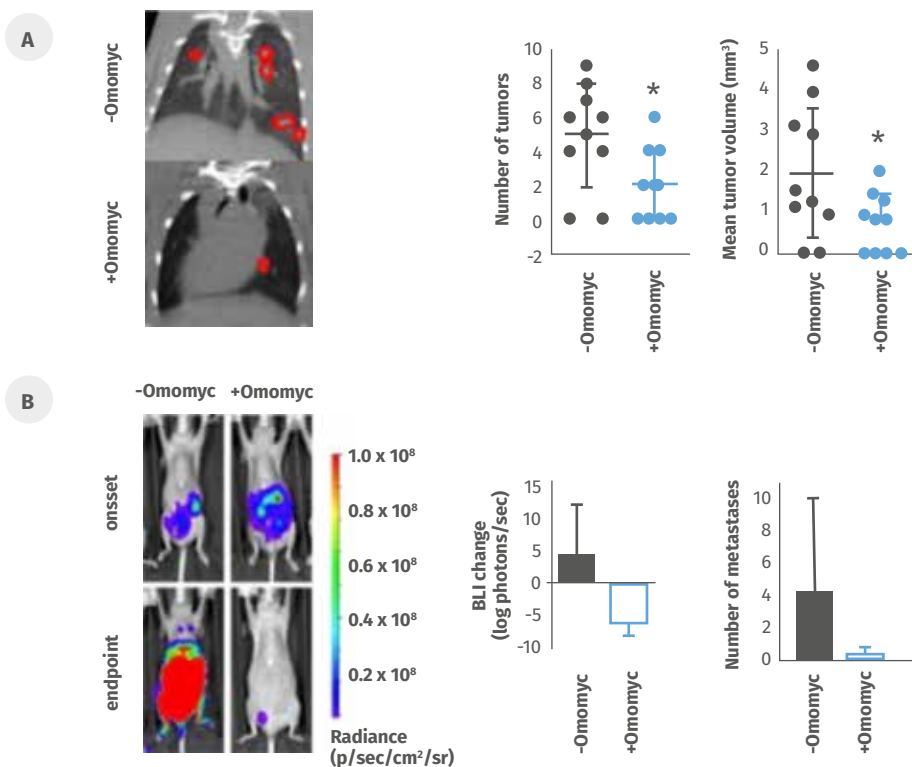 A
-Omomyc
+Omomyc
Number of tumors
10
8
6
4
2
0
-2
*
-Omomyc
+Omomyc
Mean tumor volume (mm³)
5
4
3
2
1
0
*
-Omomyc
+Omomyc
B
-Omomyc +Omomyc
onsset
endpoint
1.0 x 10⁸
0.8 x 10⁸
0.6 x 10⁸
0.4 x 10⁸
0.2 x 10⁸
Radiance
(p/sec/cm²/sr)
BLI change
(log photons/sec)
15
10
5
0
-5
-10
-Omomyc
+Omomyc
Number of metastases
10
8
6
4
2
0
-Omomyc
+Omomyc